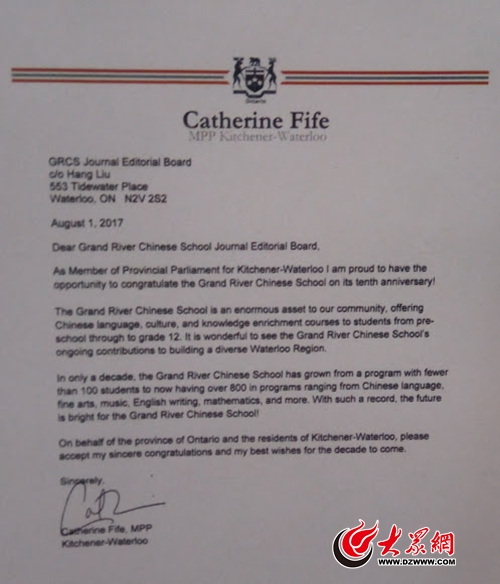 Ontario
Catherine Fife
MPP Kitchener-Waterloo
GRCS Journal Editorial Board
c/o Hang Liu
553 Tidewater Place
Waterloo, ON N2V 2S2
August 1, 2017
Dear Grand River Chinese School Journal Editorial Board,
As Member of Provincial Parliament for Kitchener-Waterloo I am proud to have the
opportunity to congratulate the Grand River Chinese School on its tenth anniversary!
The Grand River Chinese School is an enormous asset to our community, offering
Chinese language, culture, and knowledge enrichment courses to students from pre-
school through to grade 12. It is wonderful to see the Grand River Chinese School's
ongoing contributions to building a diverse Waterloo Region.
In only a decade, the Grand River Chinese School has grown from a program with fewer
than 100 students to now having over 800 in programs ranging from Chinese language,
fine arts, music, English writing, mathematics, and more. With such a record, the future
is bright for the Grand River Chinese School!
On behalf of the province of Ontario and the residents of Kitchener-Waterloo, please
accept my sincere congratulations and my best wishes for the decade to come.
Sincerely,
Catherine Fife, MPP
Kitchener-Waterloo
大眾網
WWW.DZWWW.COM